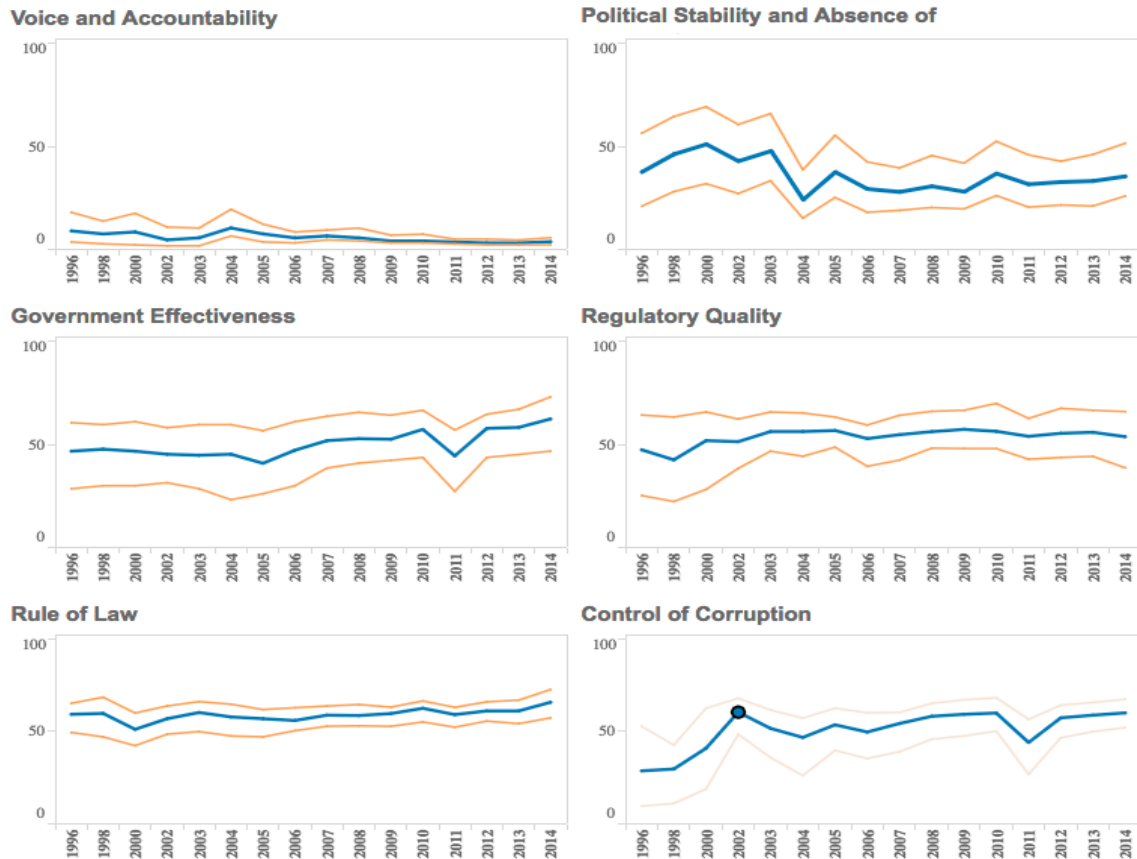 Voice and Accountability
100
50
0
1996 1998 2000 2002 2003 2004 2005 2006 2007 2008 2009 2010 2011 2012 2013 2014
Political Stability and Absence of
100
50
0
1996 1998 2000 2002 2003 2004 2005 2006 2007 2008 2009 2010 2011 2012 2013 2014
Government Effectiveness
100
50
0
1996 1998 2000 2002 2003 2004 2005 2006 2007 2008 2009 2010 2011 2012 2013 2014
Regulatory Quality
100
50
0
1996 1998 2000 2002 2003 2004 2005 2006 2007 2008 2009 2010 2011 2012 2013 2014
Rule of Law
100
50
0
1996 1998 2000 2002 2003 2004 2005 2006 2007 2008 2009 2010 2011 2012 2013 2014
Control of Corruption
100
50
0
1996 1998 2000 2002 2003 2004 2005 2006 2007 2008 2009 2010 2011 2012 2013 2014